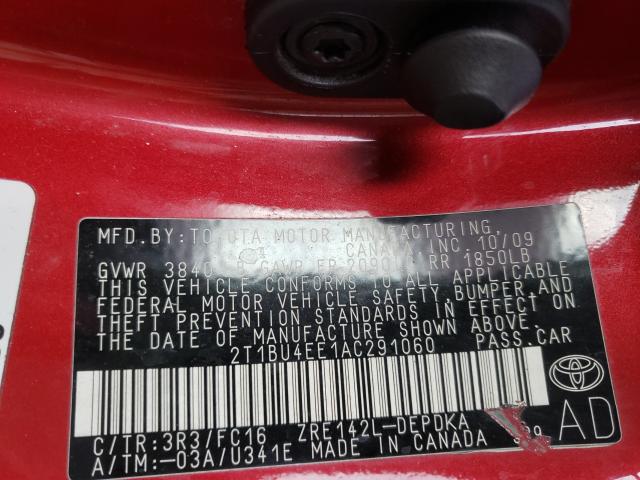 BY: TOYOTA MOTOR MANUFACTURING,
CANADA INC. 10/09
GVWR 3840LB GAWR FR 2090LB RR 1850LB
THIS VEHICLE CONFORMS TO ALL APPLICABLE
FEDERAL MOTOR VEHICLE SAFETY, BUMPER AND
THEFT PREVENTION STANDARDS IN EFFECT ON
THE DATE OF MANUFACTURE SHOWN ABOVE.
2T1BU4EE1AC291060 PASS.CAR
C/TR:3R3/FC16 ZRE142L-DEPDKA
A/TM:-03A/U341E MADE IN CANADA
AD